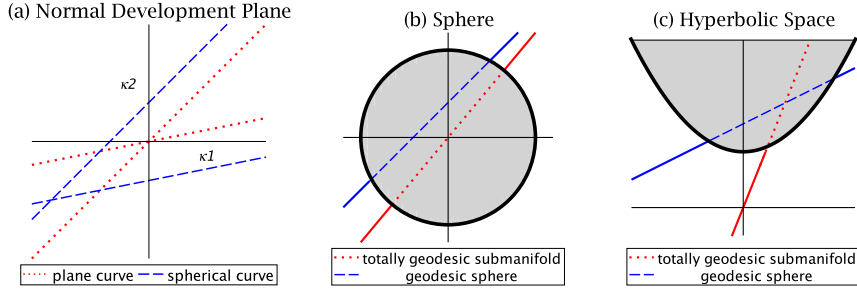 (a) Normal Development Plane
κ2
κ1
plane curve
spherical curve
(b) Sphere
totally geodesic submanifold
geodesic sphere
(c) Hyperbolic Space
totally geodesic submanifold
geodesic sphere